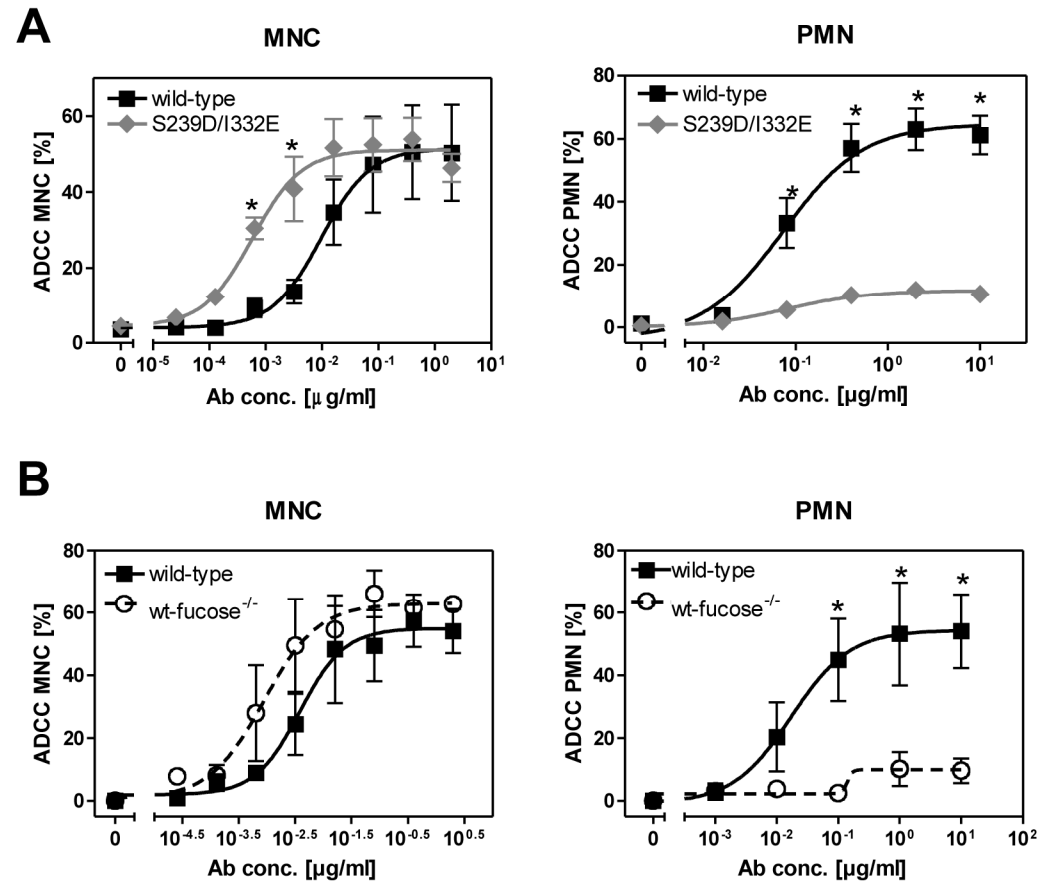 A
MNC
PMN
wild-type
S239D/I332E
ADCC MNC [%]
60
40
20
0
0 10⁻⁵ 10⁻⁴ 10⁻³ 10⁻² 10⁻¹ 10⁰ 10¹
Ab conc. [µ g/ml]
* *
wild-type
S239D/I332E
ADCC PMN [%]
80
60
40
20
0
0 10⁻² 10⁻¹ 10⁰ 10¹
Ab conc. [µg/ml]
* * * *
B
MNC
PMN
wild-type
wt-fucose⁻/⁻
ADCC MNC [%]
80
60
40
20
0
0 10⁻⁴·⁵ 10⁻³·⁵ 10⁻²·⁵ 10⁻¹·⁵ 10⁻⁰·⁵ 10⁰·⁵
Ab conc. [µg/ml]
wild-type
wt-fucose⁻/⁻
ADCC PMN [%]
80
60
40
20
0
0 10⁻³ 10⁻² 10⁻¹ 10⁰ 10¹ 10²
Ab conc. [µg/ml]
* * *